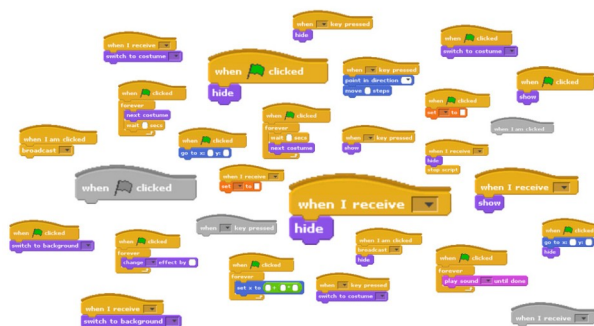 when key pressed
hide
when I receive
switch to costume
when clicked
switch to costume
when clicked
hide
when key pressed
point in direction
move steps
when clicked
show
when clicked
forever
next costume
wait secs
when clicked
forever
wait secs
next costume
when clicked
set to
when I am clicked
broadcast
when clicked
go to x: y:
when key pressed
show
when I receive
hide
stop script
when I am clicked
when clicked
when I receive
set to
when I receive
hide
when I receive
show
when clicked
switch to background
when clicked
forever
change effect by
when key pressed
when I am clicked
broadcast
hide
when clicked
go to x: y:
hide
when clicked
forever
set x to
when key pressed
switch to costume
when clicked
forever
play sound until done
when I receive
switch to background
when I receive